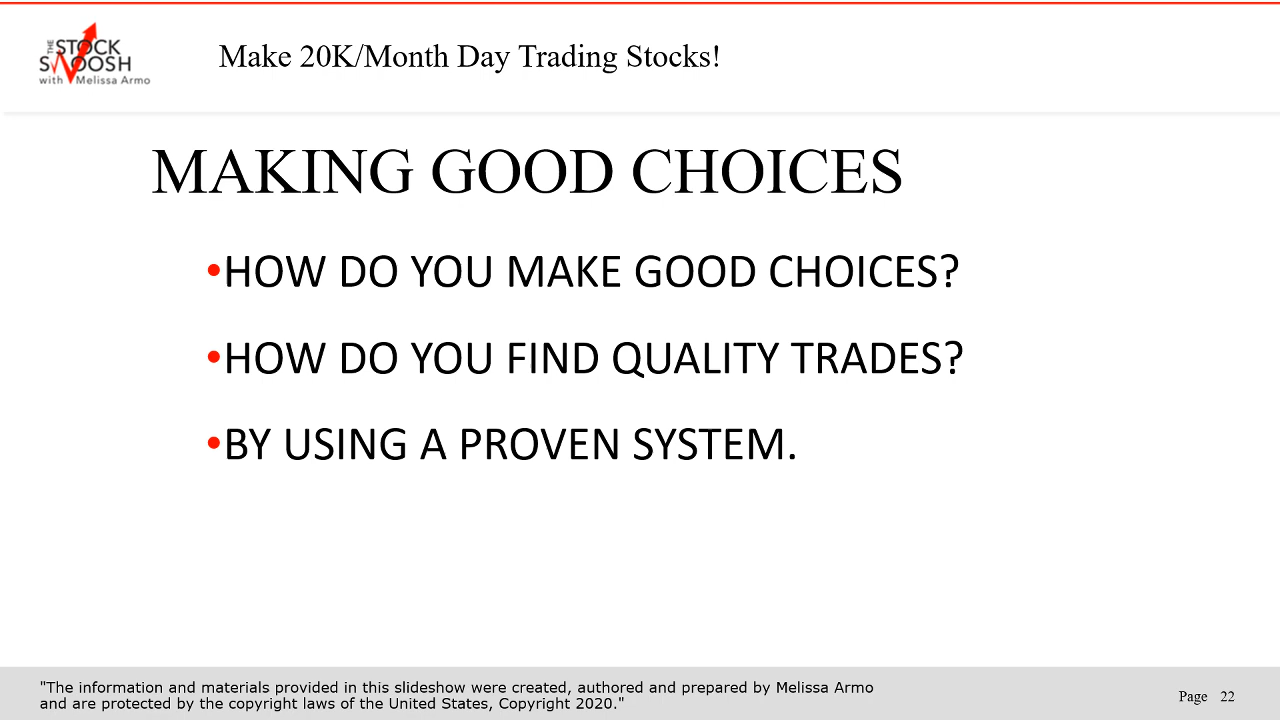 THE
STOCK
SWOOSH
with Melissa Armo
Make 20K/Month Day Trading Stocks!
MAKING GOOD CHOICES
•HOW DO YOU MAKE GOOD CHOICES?
•HOW DO YOU FIND QUALITY TRADES?
•BY USING A PROVEN SYSTEM.
"The information and materials provided in this slideshow were created, authored and prepared by Melissa Armo
and are protected by the copyright laws of the United States, Copyright 2020."
Page 22